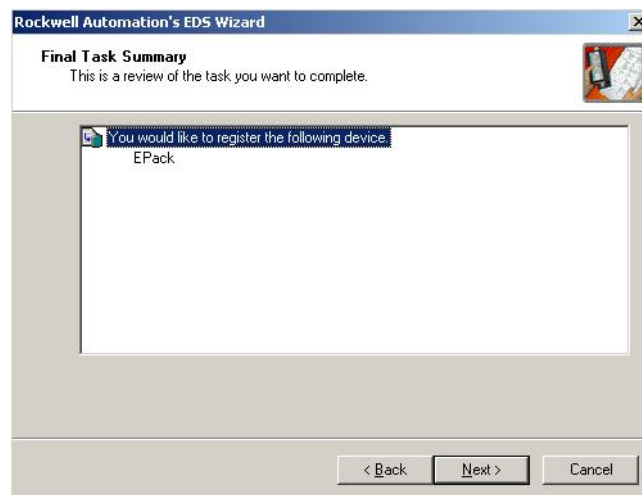 Rockwell Automation's EDS Wizard
Final Task Summary
This is a review of the task you want to complete.
You would like to register the following device.
EPack
< Back
Next >
Cancel